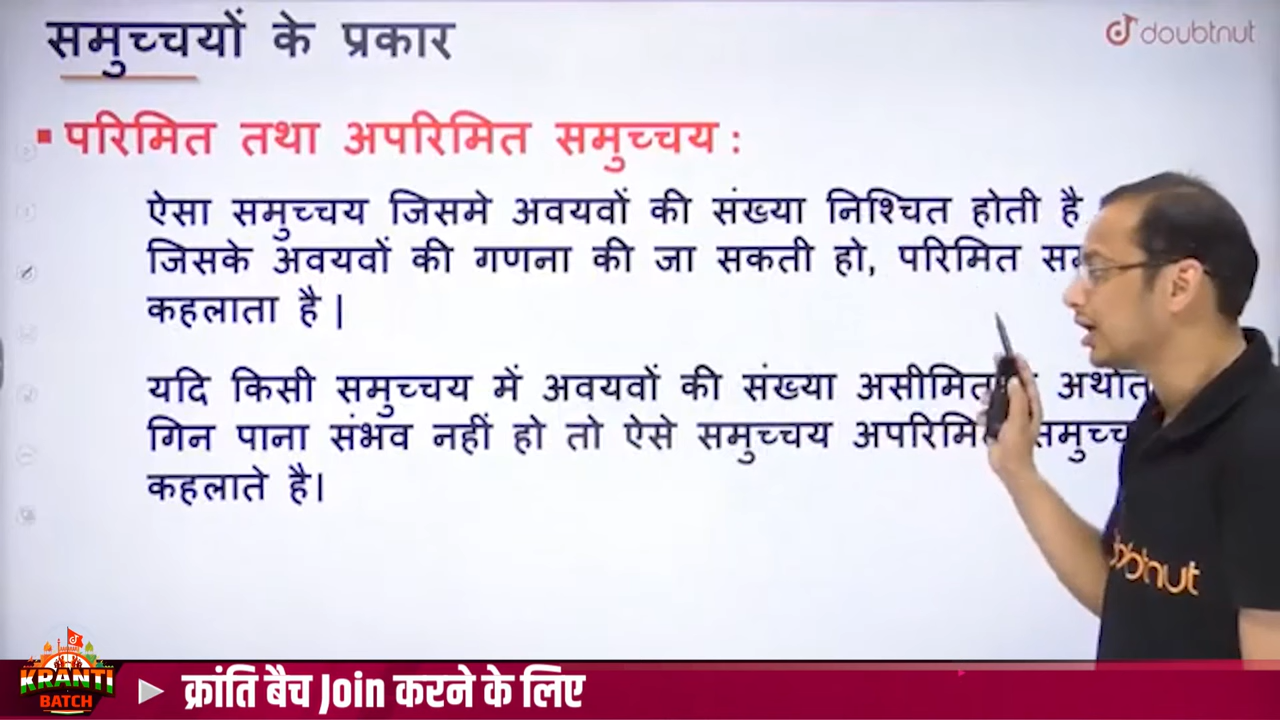 समुच्चयों के प्रकार
doubtnut
परिमित तथा अपरिमित समुच्चय :
ऐसा समुच्चय जिसमे अवयवों की संख्या निश्चित होती है
जिसके अवयवों की गणना की जा सकती हो, परिमित
कहलाता है |
यदि किसी समुच्चय में अवयवों की संख्या असीमित अर्थात
गिन पाना संभव नहीं हो तो ऐसे समुच्चय
कहलाते है।
KRANTI
BATCH
क्रांति बैच Join करने के लिए